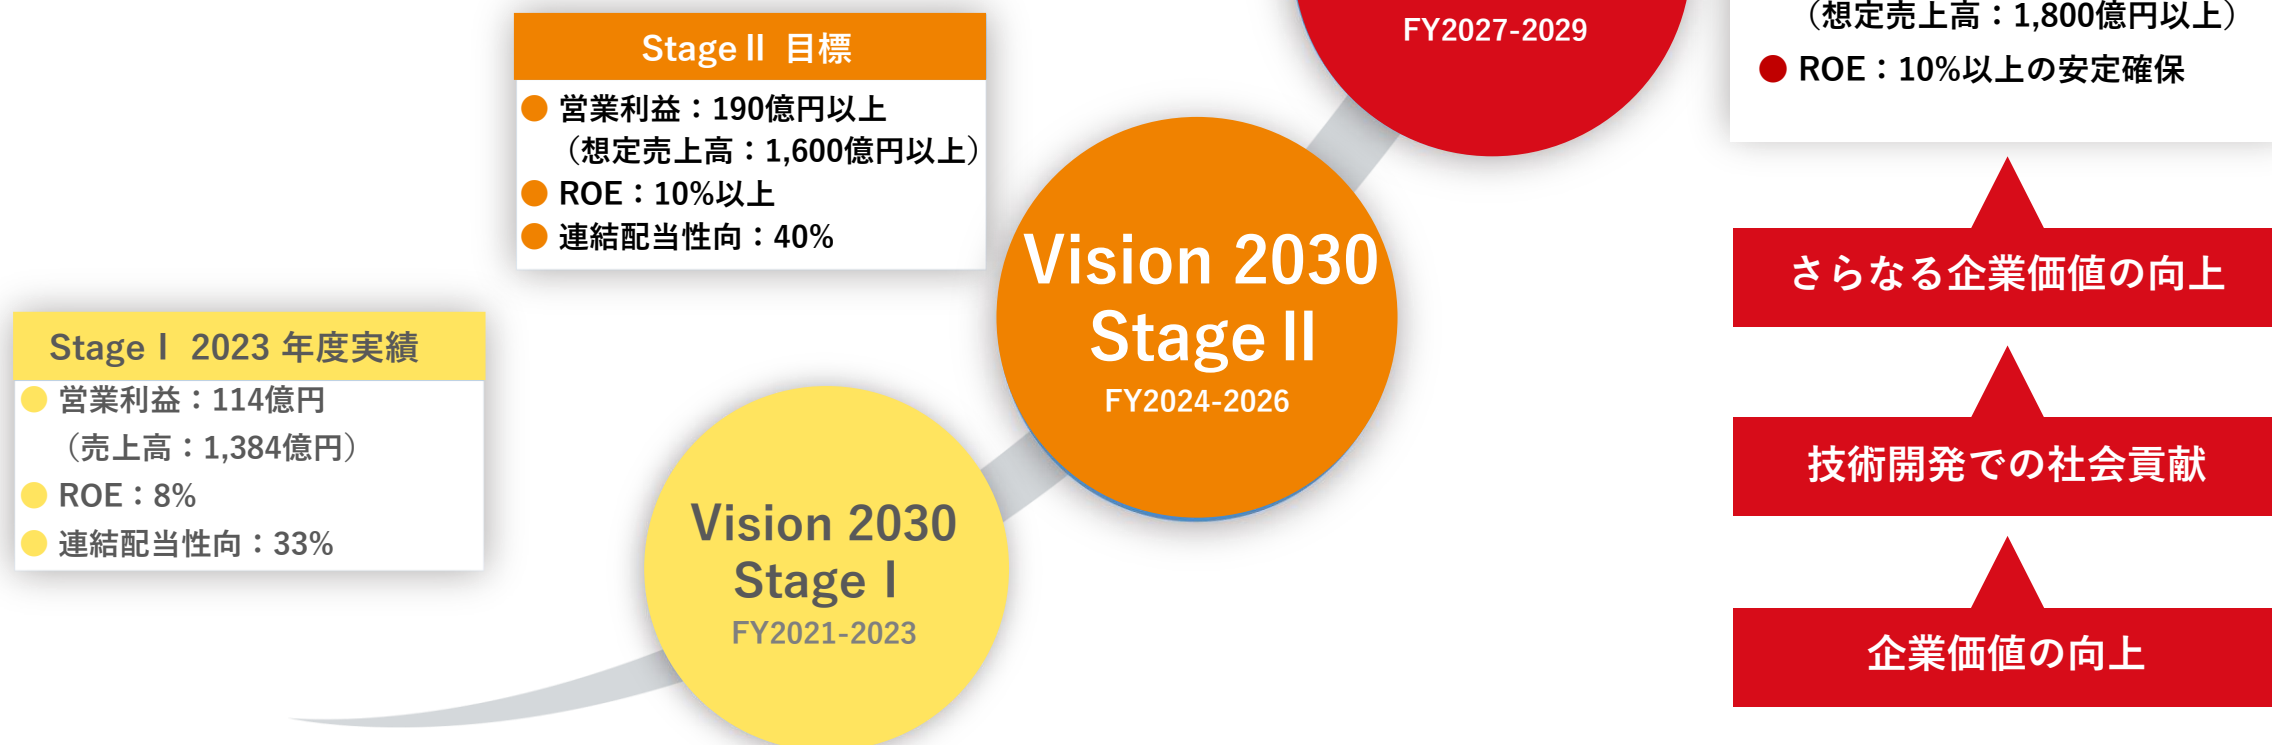 Stage Ⅰ 2023 年度実績
営業利益：114億円
（売上高：1,384億円）
ROE：8%
連結配当性向：33%
Vision 2030
Stage Ⅰ
FY2021-2023
Stage Ⅱ 目標
営業利益：190億円以上
（想定売上高：1,600億円以上）
ROE：10%以上
連結配当性向：40%
Vision 2030
Stage Ⅱ
FY2024-2026
FY2027-2029
（想定売上高：1,800億円以上）
ROE：10%以上の安定確保
さらなる企業価値の向上
技術開発での社会貢献
企業価値の向上